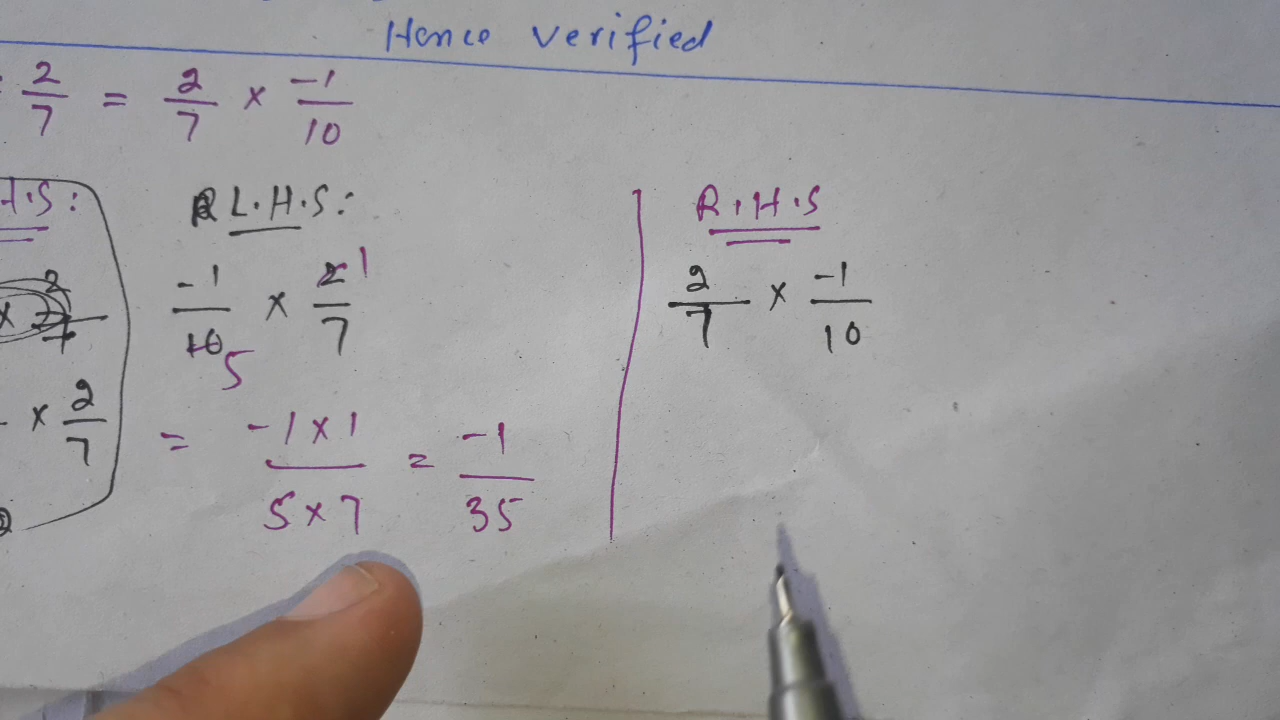 Hence verified
2/7 = 2/7 × -1/10
H.S:
L.H.S:
-1/10 × 2/7 1
5
= -1×1/5×7 = -1/35
× 2/7
R.H.S
2/7 × -1/10